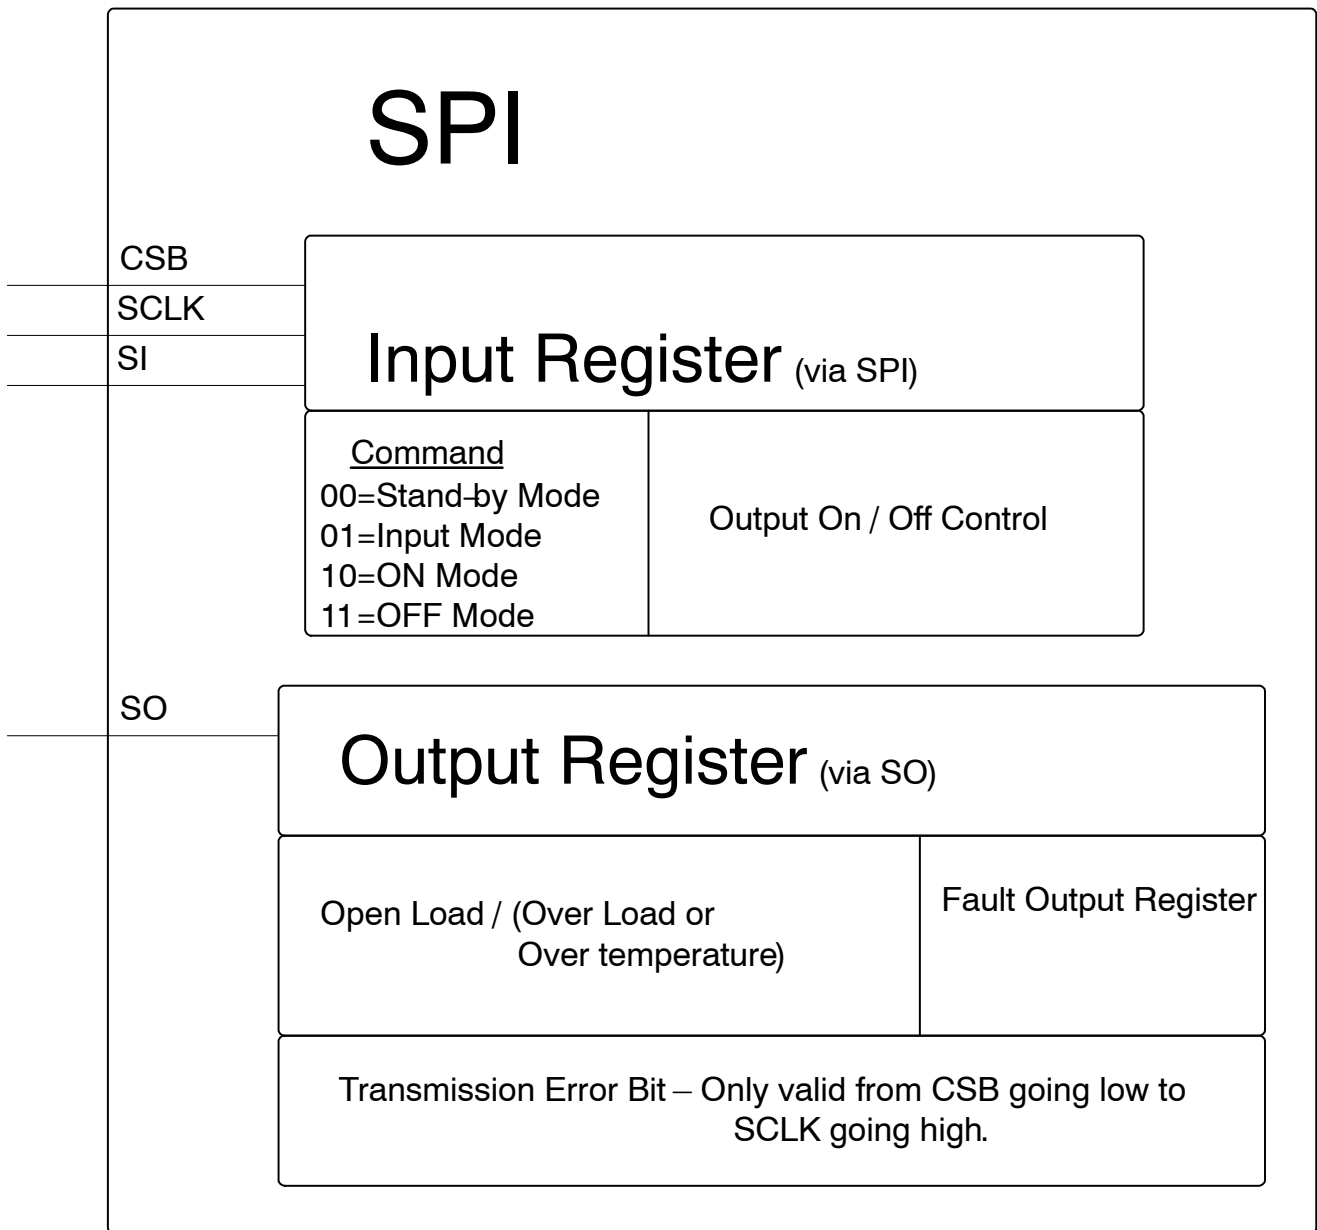 SPI
CSB
SCLK
SI
Input Register (via SPI)
Command
00=Stand-by Mode
01=Input Mode
10=ON Mode
11=OFF Mode
Output On / Off Control
SO
Output Register (via SO)
Open Load / (Over Load or
Over temperature)
Fault Output Register
Transmission Error Bit – Only valid from CSB going low to
SCLK going high.